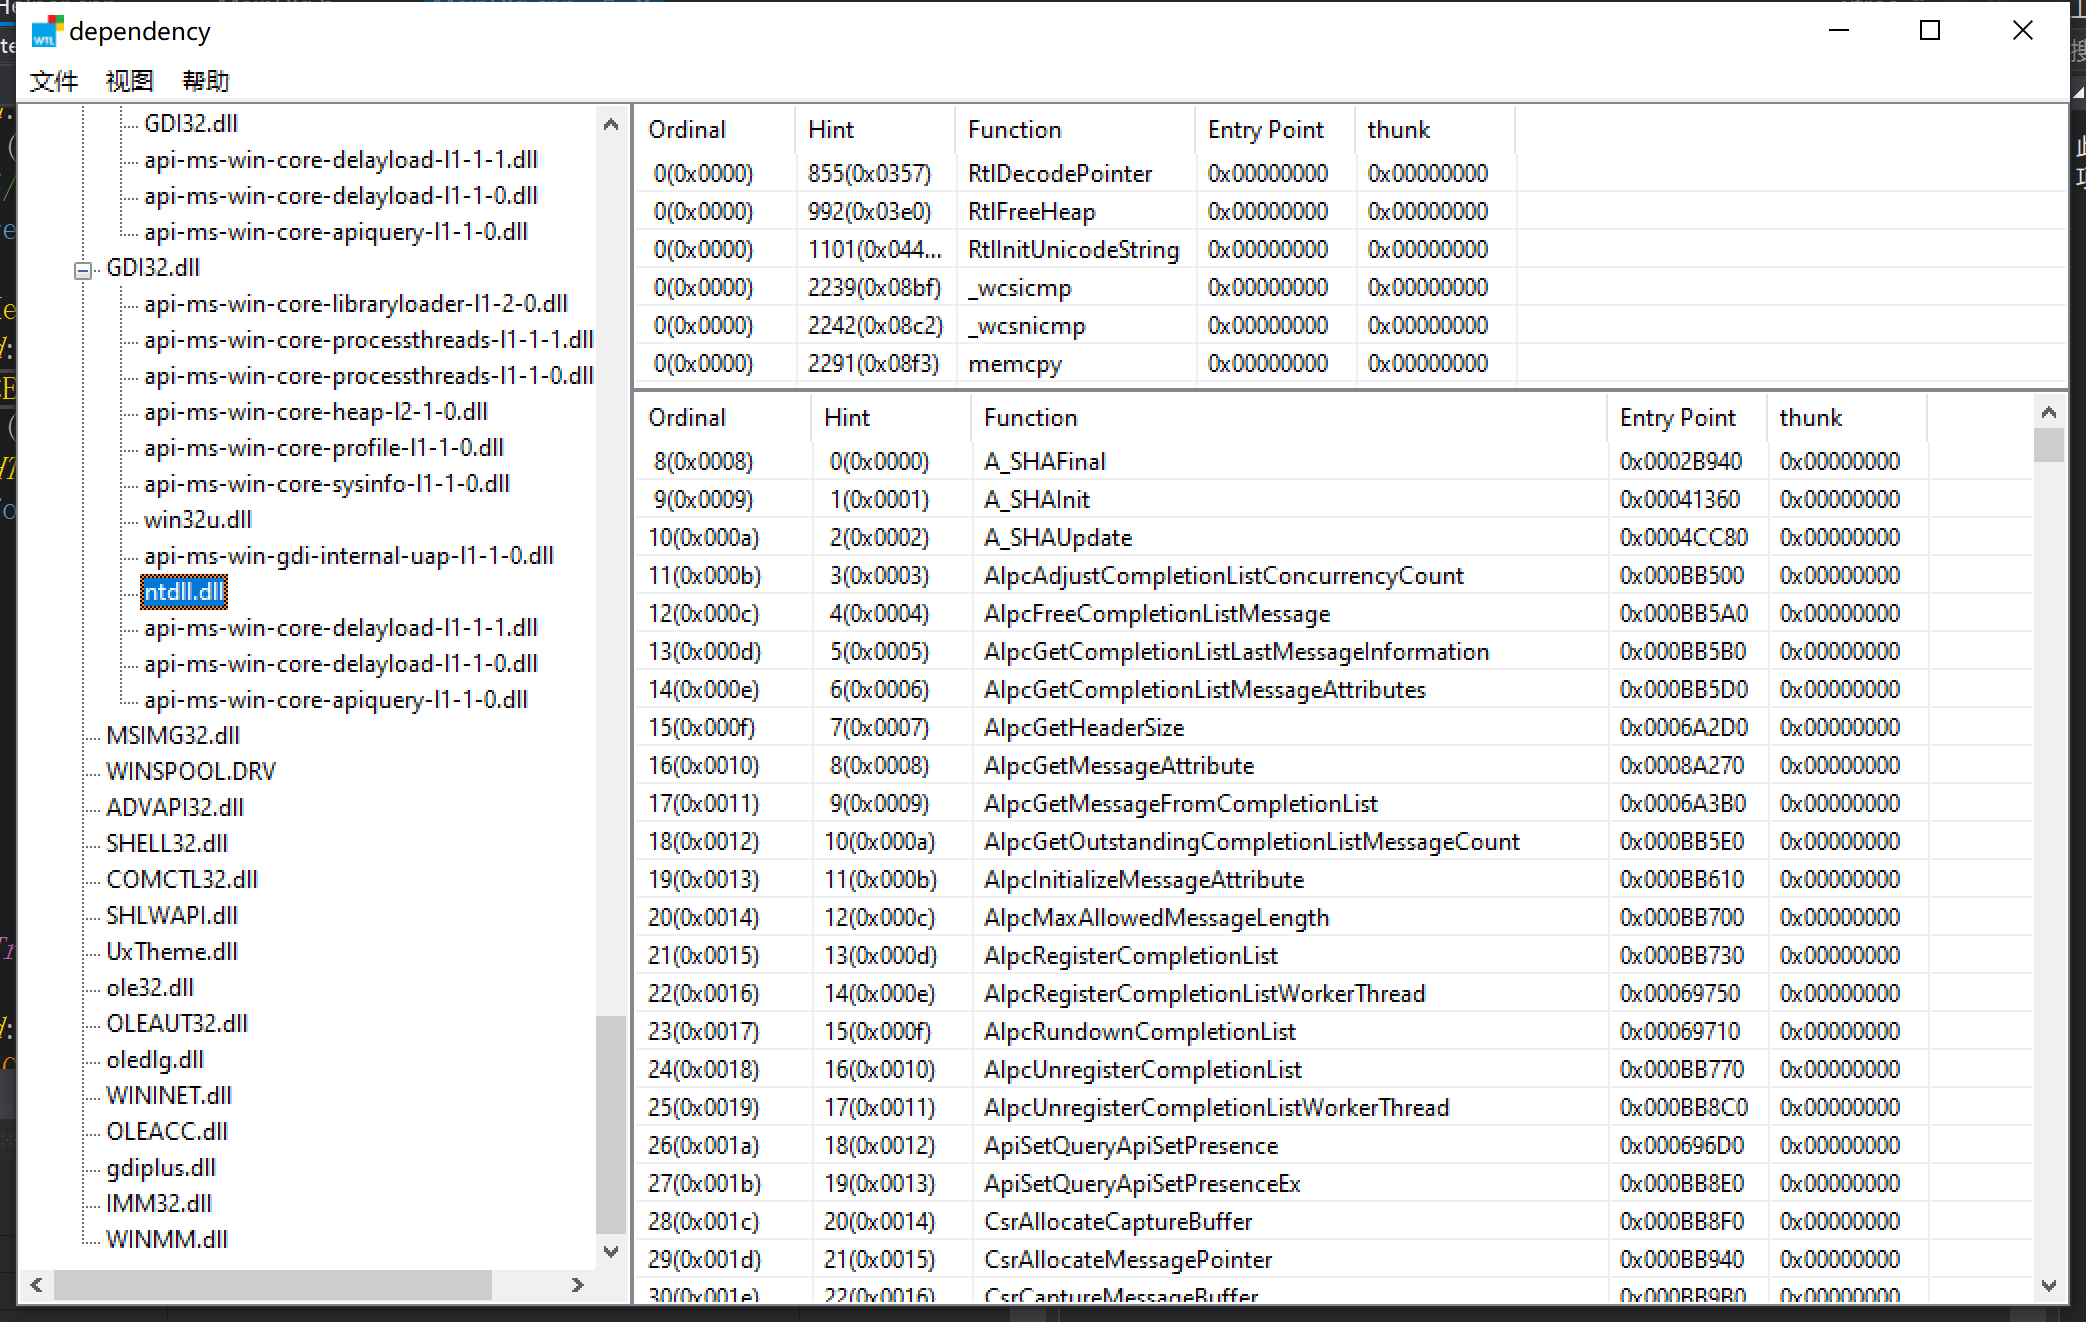 WTL dependency
文件 视图 帮助
GDI32.dll
api-ms-win-core-delayload-l1-1-1.dll
api-ms-win-core-delayload-l1-1-0.dll
api-ms-win-core-apiquery-l1-1-0.dll
GDI32.dll
api-ms-win-core-libraryloader-l1-2-0.dll
api-ms-win-core-processthreads-l1-1-1.dll
api-ms-win-core-processthreads-l1-1-0.dll
api-ms-win-core-heap-l2-1-0.dll
api-ms-win-core-profile-l1-1-0.dll
api-ms-win-core-sysinfo-l1-1-0.dll
win32u.dll
api-ms-win-gdi-internal-uap-l1-1-0.dll
ntdll.dll
api-ms-win-core-delayload-l1-1-1.dll
api-ms-win-core-delayload-l1-1-0.dll
api-ms-win-core-apiquery-l1-1-0.dll
MSIMG32.dll
WINSPOOL.DRV
ADVAPI32.dll
SHELL32.dll
COMCTL32.dll
SHLWAPI.dll
UxTheme.dll
ole32.dll
OLEAUT32.dll
oledlg.dll
WININET.dll
OLEACC.dll
gdiplus.dll
IMM32.dll
WINMM.dll
Ordinal Hint Function Entry Point thunk
0(0x0000) 855(0x0357) RtlDecodePointer 0x00000000 0x00000000
0(0x0000) 992(0x03e0) RtlFreeHeap 0x00000000 0x00000000
0(0x0000) 1101(0x044... RtlInitUnicodeString 0x00000000 0x00000000
0(0x0000) 2239(0x08bf) _wcsicmp 0x00000000 0x00000000
0(0x0000) 2242(0x08c2) _wcsnicmp 0x00000000 0x00000000
0(0x0000) 2291(0x08f3) memcpy 0x00000000 0x00000000
Ordinal Hint Function Entry Point thunk
8(0x0008) 0(0x0000) A_SHAFinal 0x0002B940 0x00000000
9(0x0009) 1(0x0001) A_SHAInit 0x00041360 0x00000000
10(0x000a) 2(0x0002) A_SHAUpdate 0x0004CC80 0x00000000
11(0x000b) 3(0x0003) AlpcAdjustCompletionListConcurrencyCount 0x000BB500 0x00000000
12(0x000c) 4(0x0004) AlpcFreeCompletionListMessage 0x000BB5A0 0x00000000
13(0x000d) 5(0x0005) AlpcGetCompletionListLastMessageInformation 0x000BB5B0 0x00000000
14(0x000e) 6(0x0006) AlpcGetCompletionListMessageAttributes 0x000BB5D0 0x00000000
15(0x000f) 7(0x0007) AlpcGetHeaderSize 0x0006A2D0 0x00000000
16(0x0010) 8(0x0008) AlpcGetMessageAttribute 0x0008A270 0x00000000
17(0x0011) 9(0x0009) AlpcGetMessageFromCompletionList 0x0006A3B0 0x00000000
18(0x0012) 10(0x000a) AlpcGetOutstandingCompletionListMessageCount 0x000BB5E0 0x00000000
19(0x0013) 11(0x000b) AlpcInitializeMessageAttribute 0x000BB610 0x00000000
20(0x0014) 12(0x000c) AlpcMaxAllowedMessageLength 0x000BB700 0x00000000
21(0x0015) 13(0x000d) AlpcRegisterCompletionList 0x000BB730 0x00000000
22(0x0016) 14(0x000e) AlpcRegisterCompletionListWorkerThread 0x00069750 0x00000000
23(0x0017) 15(0x000f) AlpcRundownCompletionList 0x00069710 0x00000000
24(0x0018) 16(0x0010) AlpcUnregisterCompletionList 0x000BB770 0x00000000
25(0x0019) 17(0x0011) AlpcUnregisterCompletionListWorkerThread 0x000BB8C0 0x00000000
26(0x001a) 18(0x0012) ApiSetQueryApiSetPresence 0x000696D0 0x00000000
27(0x001b) 19(0x0013) ApiSetQueryApiSetPresenceEx 0x000BB8E0 0x00000000
28(0x001c) 20(0x0014) CsrAllocateCaptureBuffer 0x000BB8F0 0x00000000
29(0x001d) 21(0x0015) CsrAllocateMessagePointer 0x000BB940 0x00000000
30(0x001e) 22(0x0016) CsrCaptureMessageBuffer 0x000BB9B0 0x00000000